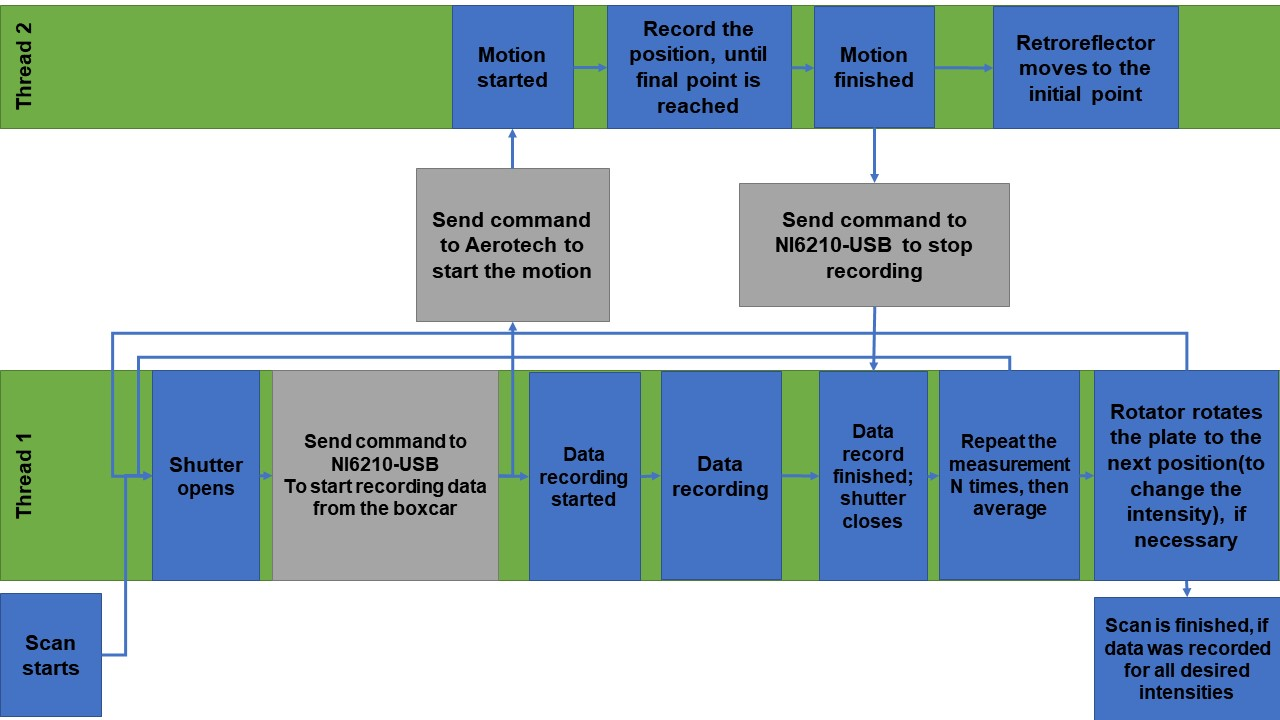 Thread 2
Motion
started
Record the
position, until
final point is
reached
Motion
finished
Retroreflector
moves to the
initial point
Send command
to Aerotech to
start the motion
Send command to
NI6210-USB to stop
recording
Thread 1
Shutter
opens
Send command to
NI6210-USB
To start recording data
from the boxcar
Data
recording
started
Data
recording
Data
record
finished;
shutter
closes
Repeat the
measurement
N times, then
average
Rotator rotates
the plate to the
next position(to
change the
intensity), if
necessary
Scan
starts
Scan is finished, if
data was recorded
for all desired
intensities